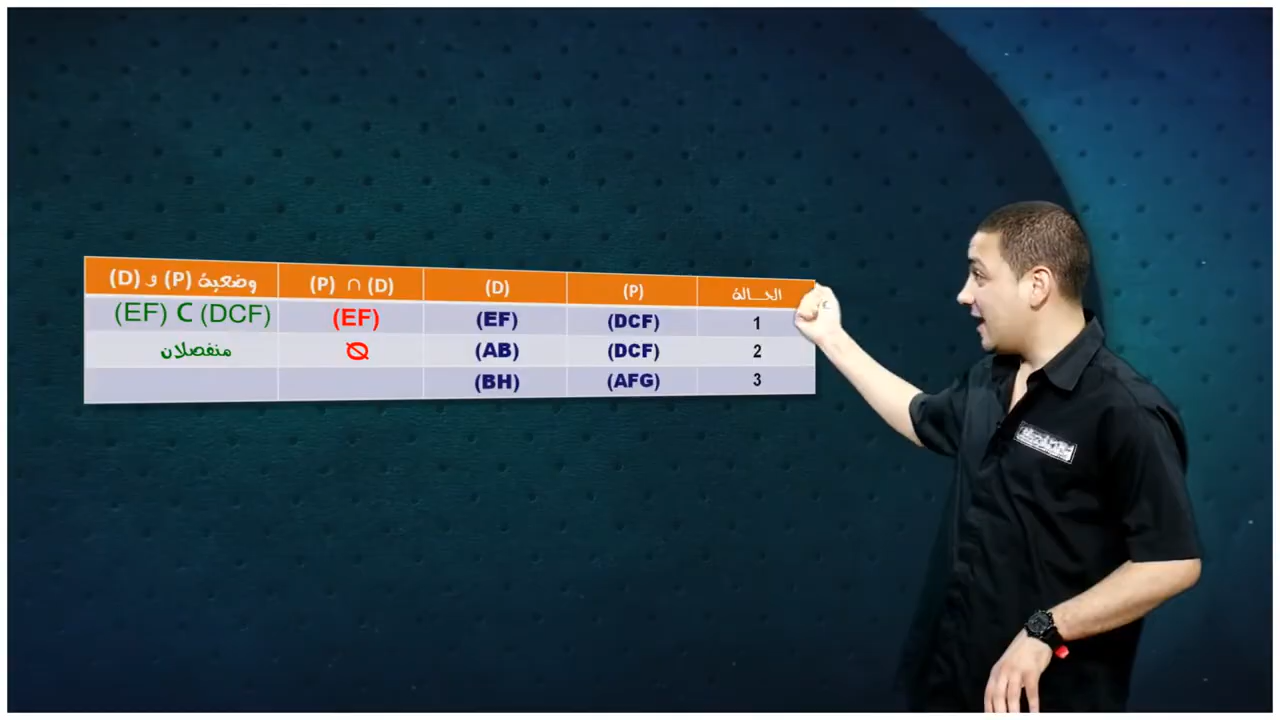 الحالة (P) (D) (P) ∩ (D) وضعية (P) و (D)
1 (DCF) (EF) (EF) (EF) ⊂ (DCF)
2 (DCF) (AB) ∅ منفصلان
3 (AFG) (BH)